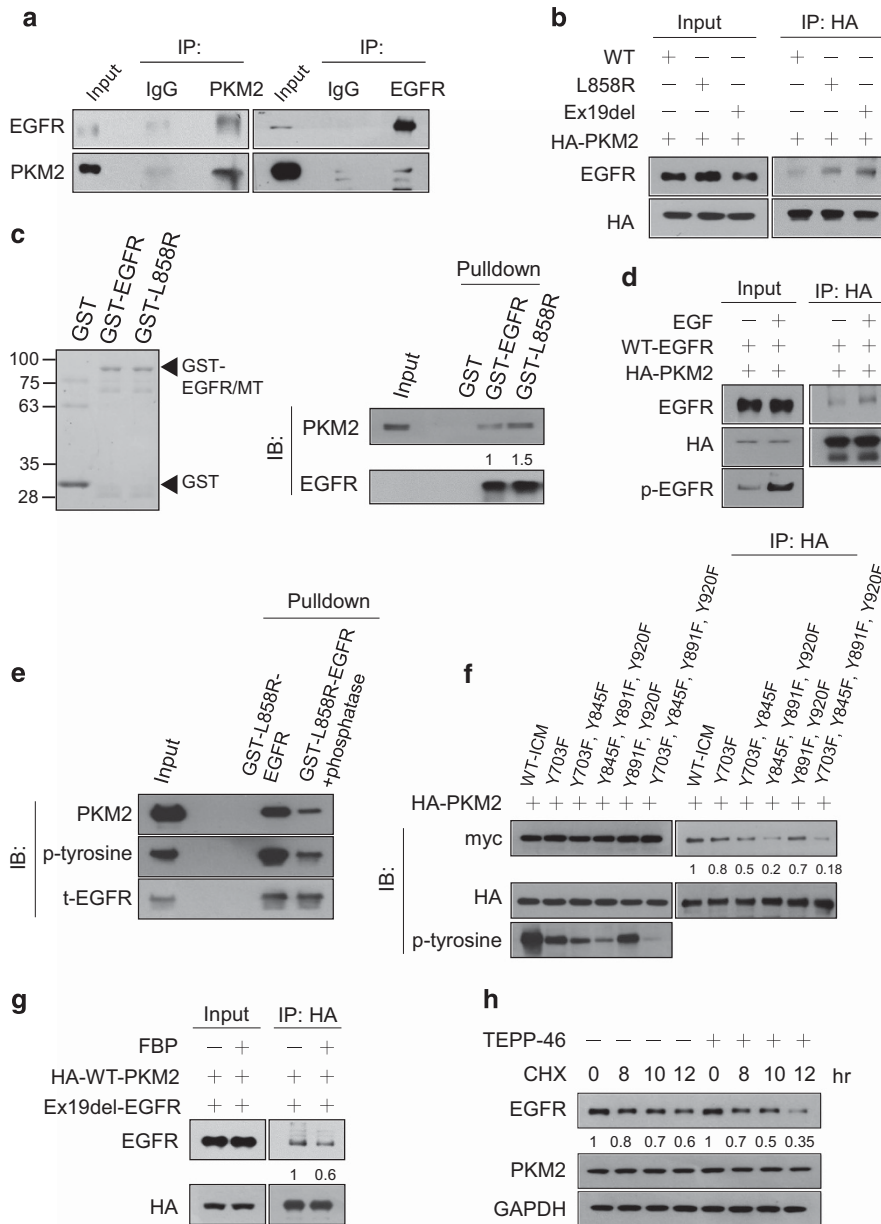 a
IP:
IP:
Input
IgG
PKM2
Input
IgG
EGFR
EGFR
PKM2
b
Input
IP: HA
WT + — — + — —
L858R — + — — + —
Ex19del — — + — — +
HA-PKM2 + + + + + +
EGFR
HA
c
GST
GST-EGFR
GST-L858R
100
75
63
35
28
GST-
EGFR/MT
GST
Pulldown
Input
GST
GST-EGFR
GST-L858R
IB:
PKM2
1 1.5
EGFR
d
Input
IP: HA
EGF — + — +
WT-EGFR + + + +
HA-PKM2 + + + +
EGFR
HA
p-EGFR
e
Pulldown
Input
GST-L858R-
EGFR
GST-L858R-EGFR
+phosphatase
IB:
PKM2
p-tyrosine
t-EGFR
f
IP: HA
WT-ICM
Y703F
Y703F, Y845F
Y845F, Y891F, Y920F
Y891F, Y920F
Y703F, Y845F, Y891F, Y920F
WT-ICM
Y703F
Y703F, Y845F
Y845F, Y891F, Y920F
Y891F, Y920F
Y703F, Y845F, Y891F, Y920F
HA-PKM2 + + + + + + + + + + + +
IB:
myc
1 0.8 0.5 0.2 0.7 0.18
HA
p-tyrosine
g
Input
IP: HA
FBP — + — +
HA-WT-PKM2 + + + +
Ex19del-EGFR + + + +
EGFR
1 0.6
HA
h
TEPP-46 — — — — + + + +
CHX 0 8 10 12 0 8 10 12 hr
EGFR
1 0.8 0.7 0.6 1 0.7 0.5 0.35
PKM2
GAPDH